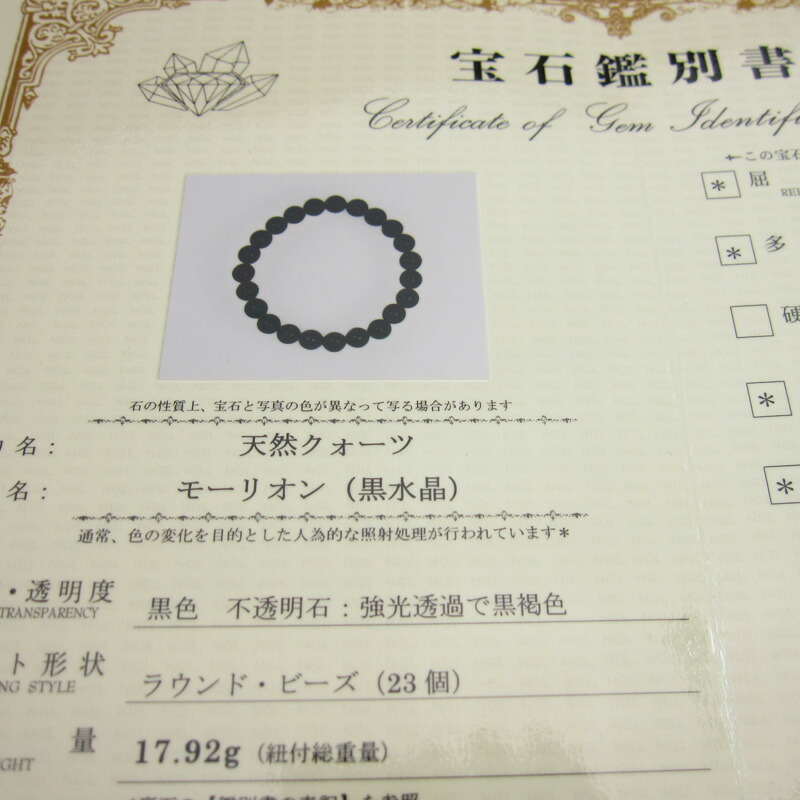 宝石鑑別書
Certificate of Gem
この宝石
* 屈
* 多
硬
*
*
石の性質上、宝石と写真の色が異なって写る場合があります
名：天然クォーツ
名：モーリオン（黒水晶）
通常、色の変化を目的とした人為的な照射処理が行われています*
・透明度 黒色 不透明石：強光透過で黒褐色
TRANSPARENCY
ト形状 ラウンド・ビーズ（23個）
STYLE
量 17.92g（紐付総重量）